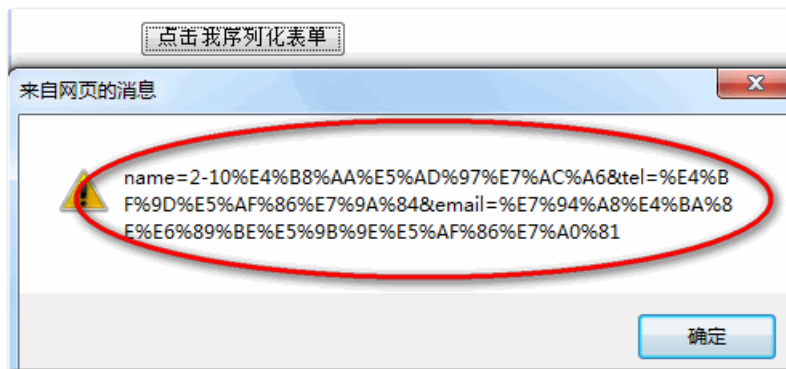 点击我序列化表单
来自网页的消息
name=2-10%E4%B8%AA%E5%AD%97%E7%AC%A6&tel=%E4%B
F%9D%E5%AF%86%E7%9A%84&email=%E7%94%A8%E4%BA%8
E%E6%89%BE%E5%9B%9E%E5%AF%86%E7%A0%81
确定